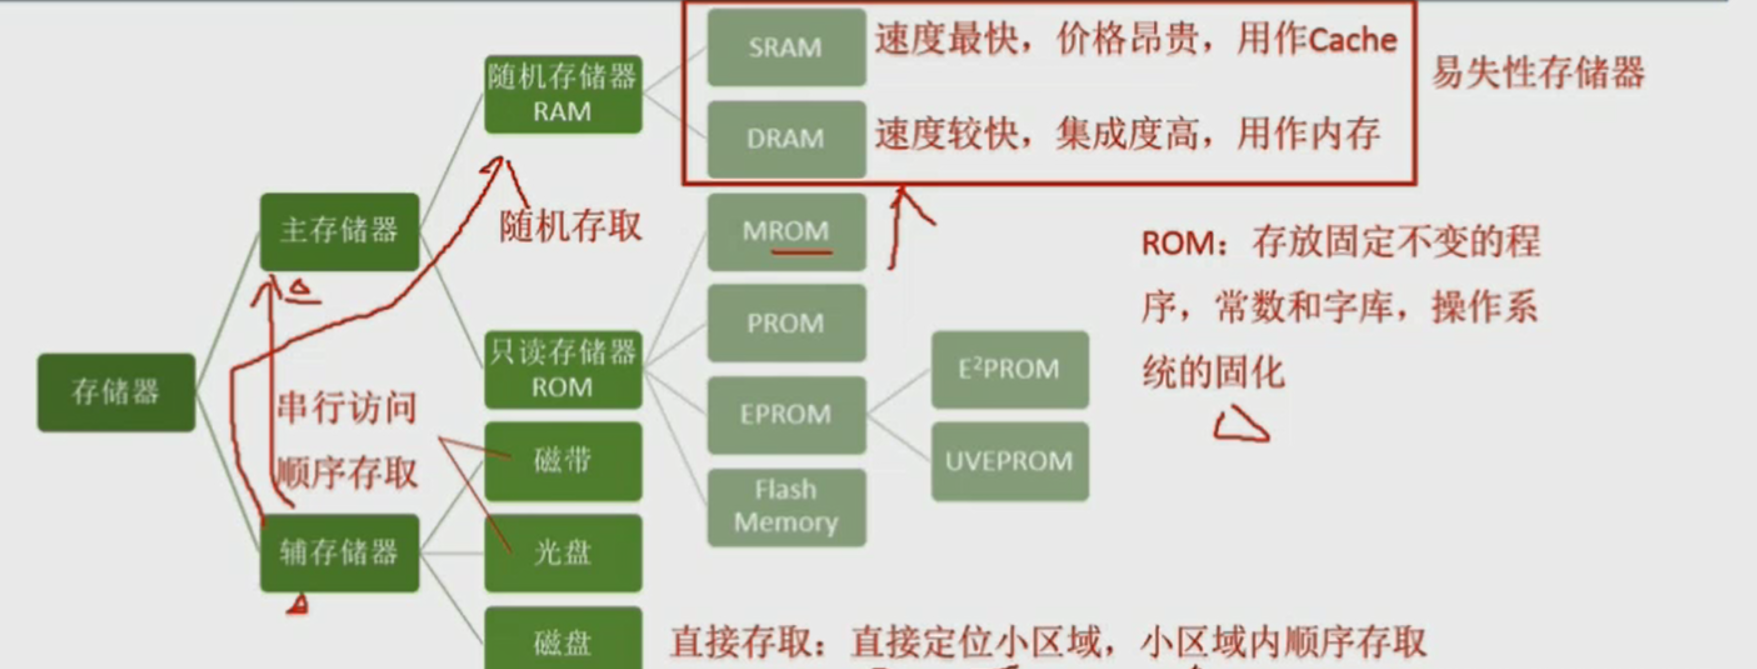 SRAM
速度最快，价格昂贵，用作Cache
易失性存储器
随机存储器
RAM
DRAM
速度较快，集成度高，用作内存
主存储器
随机存取
MROM
ROM：存放固定不变的程
序，常数和字库，操作系
统的固化
PROM
只读存储器
ROM
E²PROM
存储器
串行访问
顺序存取
EPROM
磁带
UVEPROM
Flash
Memory
辅存储器
光盘
磁盘
直接存取：直接定位小区域，小区域内顺序存取